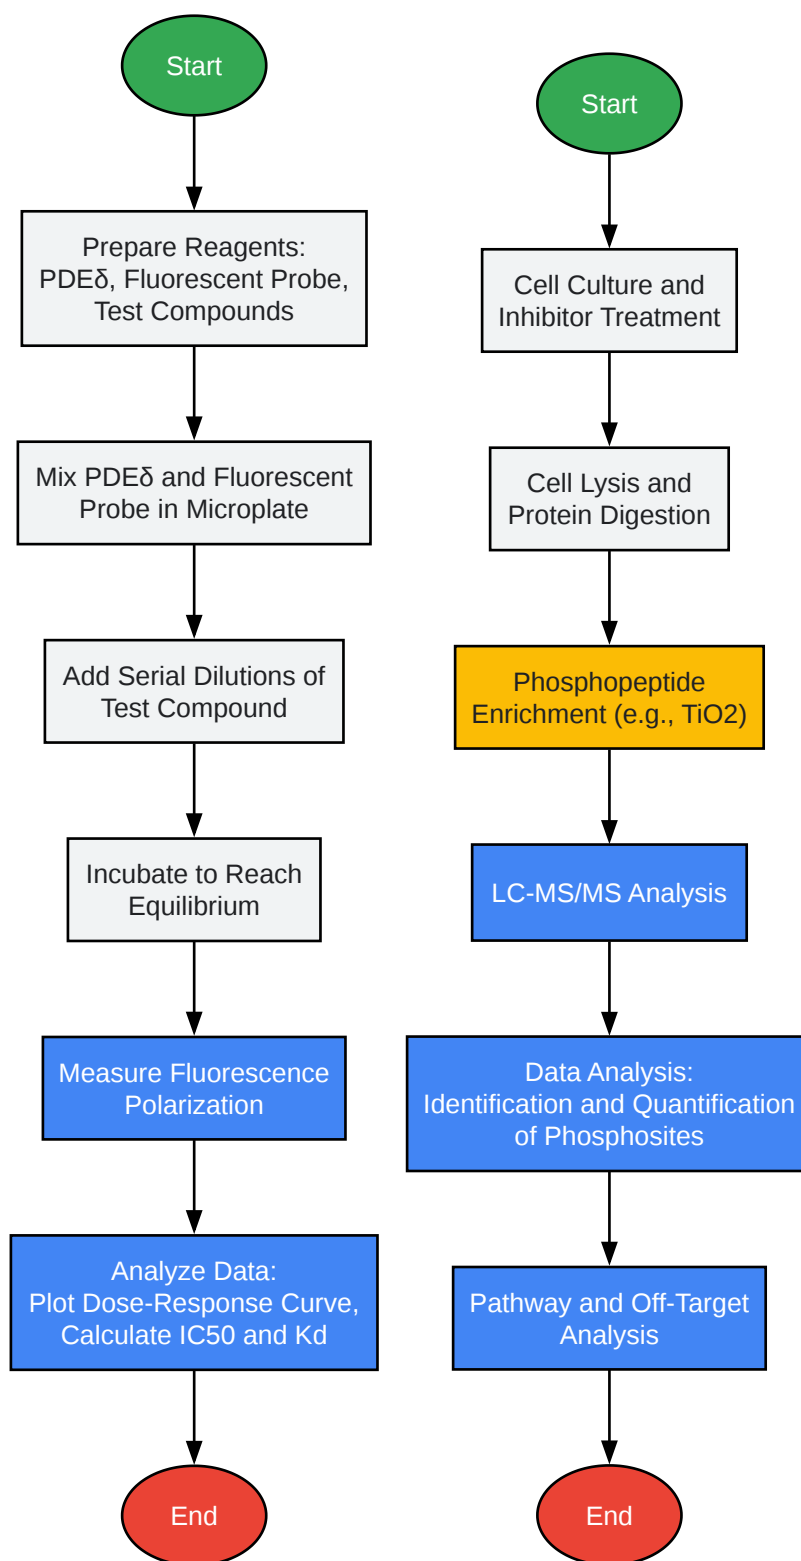 Start
Prepare Reagents:
PDEδ, Fluorescent Probe,
Test Compounds
Mix PDEδ and Fluorescent
Probe in Microplate
Add Serial Dilutions of
Test Compound
Incubate to Reach
Equilibrium
Measure Fluorescence
Polarization
Analyze Data:
Plot Dose-Response Curve,
Calculate IC50 and Kd
End
Start
Cell Culture and
Inhibitor Treatment
Cell Lysis and
Protein Digestion
Phosphopeptide
Enrichment (e.g., TiO2)
LC-MS/MS Analysis
Data Analysis:
Identification and Quantification
of Phosphosites
Pathway and Off-Target
Analysis
End